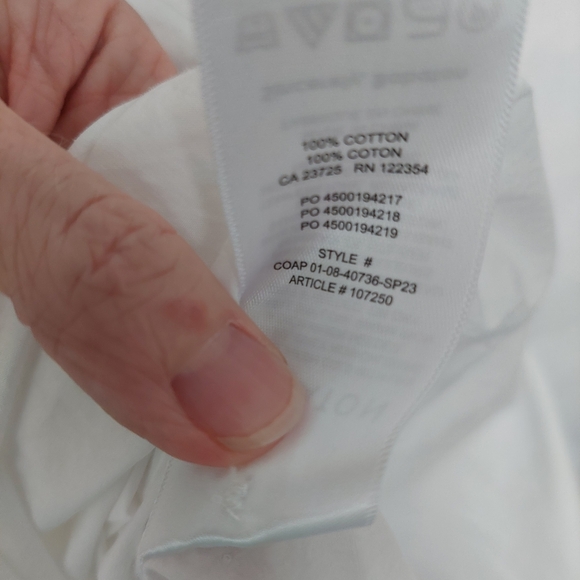 100% COTTON
100% COTON
CA 23725 RN 122354
PO 4500194217
PO 4500194218
PO 4500194219
STYLE #
COAP 01-08-40736-SP23
ARTICLE # 107250